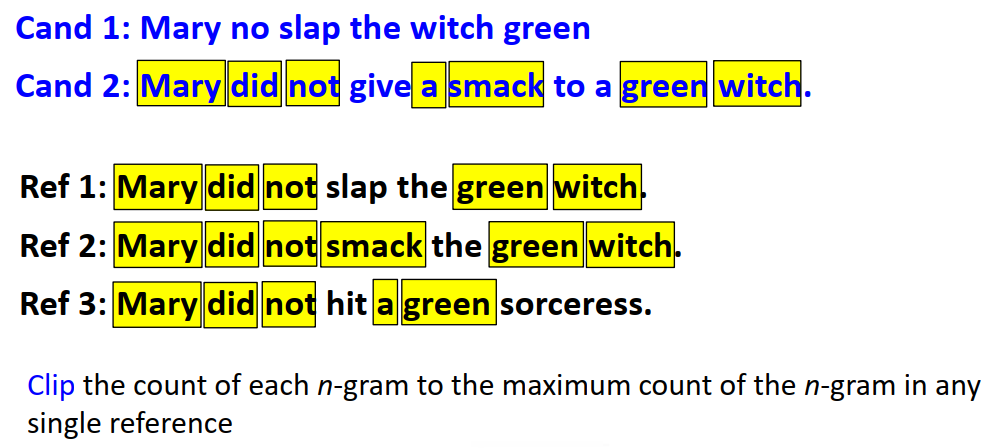 Cand 1: Mary no slap the witch green
Cand 2: Mary did not give a smack to a green witch.
Ref 1: Mary did not slap the green witch.
Ref 2: Mary did not smack the green witch.
Ref 3: Mary did not hit a green sorceress.
Clip the count of each n-gram to the maximum count of the n-gram in any
single reference